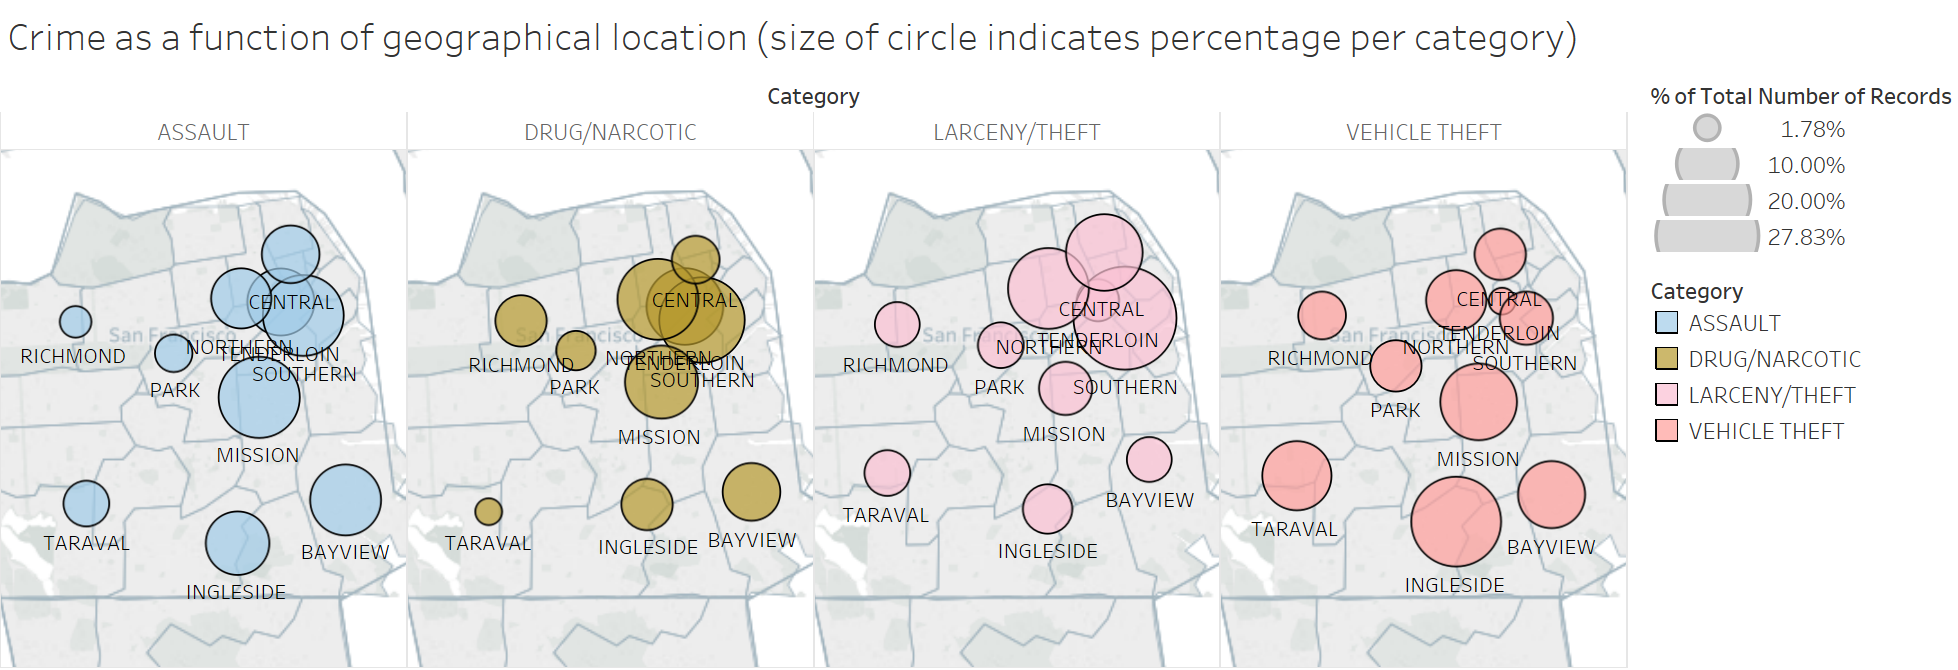 Crime as a function of geographical location (size of circle indicates percentage per category)
Category
ASSAULT
DRUG/NARCOTIC
LARCENY/THEFT
VEHICLE THEFT
San Francisco
CENTRAL
RICHMOND
NORTHERN
TENDERLOIN
SOUTHERN
PARK
MISSION
TARAVAL
BAYVIEW
INGLESIDE
San Francisco
CENTRAL
RICHMOND
NORTHERN
TENDERLOIN
SOUTHERN
PARK
MISSION
TARAVAL
INGLESIDE
BAYVIEW
San Francisco
CENTRAL
TENDERLOIN
NORTHERN
RICHMOND
PARK
SOUTHERN
MISSION
BAYVIEW
TARAVAL
INGLESIDE
San Francisco
CENTRAL
TENDERLOIN
NORTHERN
RICHMOND
SOUTHERN
PARK
MISSION
TARAVAL
BAYVIEW
INGLESIDE
% of Total Number of Records
1.78%
10.00%
20.00%
27.83%
Category
ASSAULT
DRUG/NARCOTIC
LARCENY/THEFT
VEHICLE THEFT